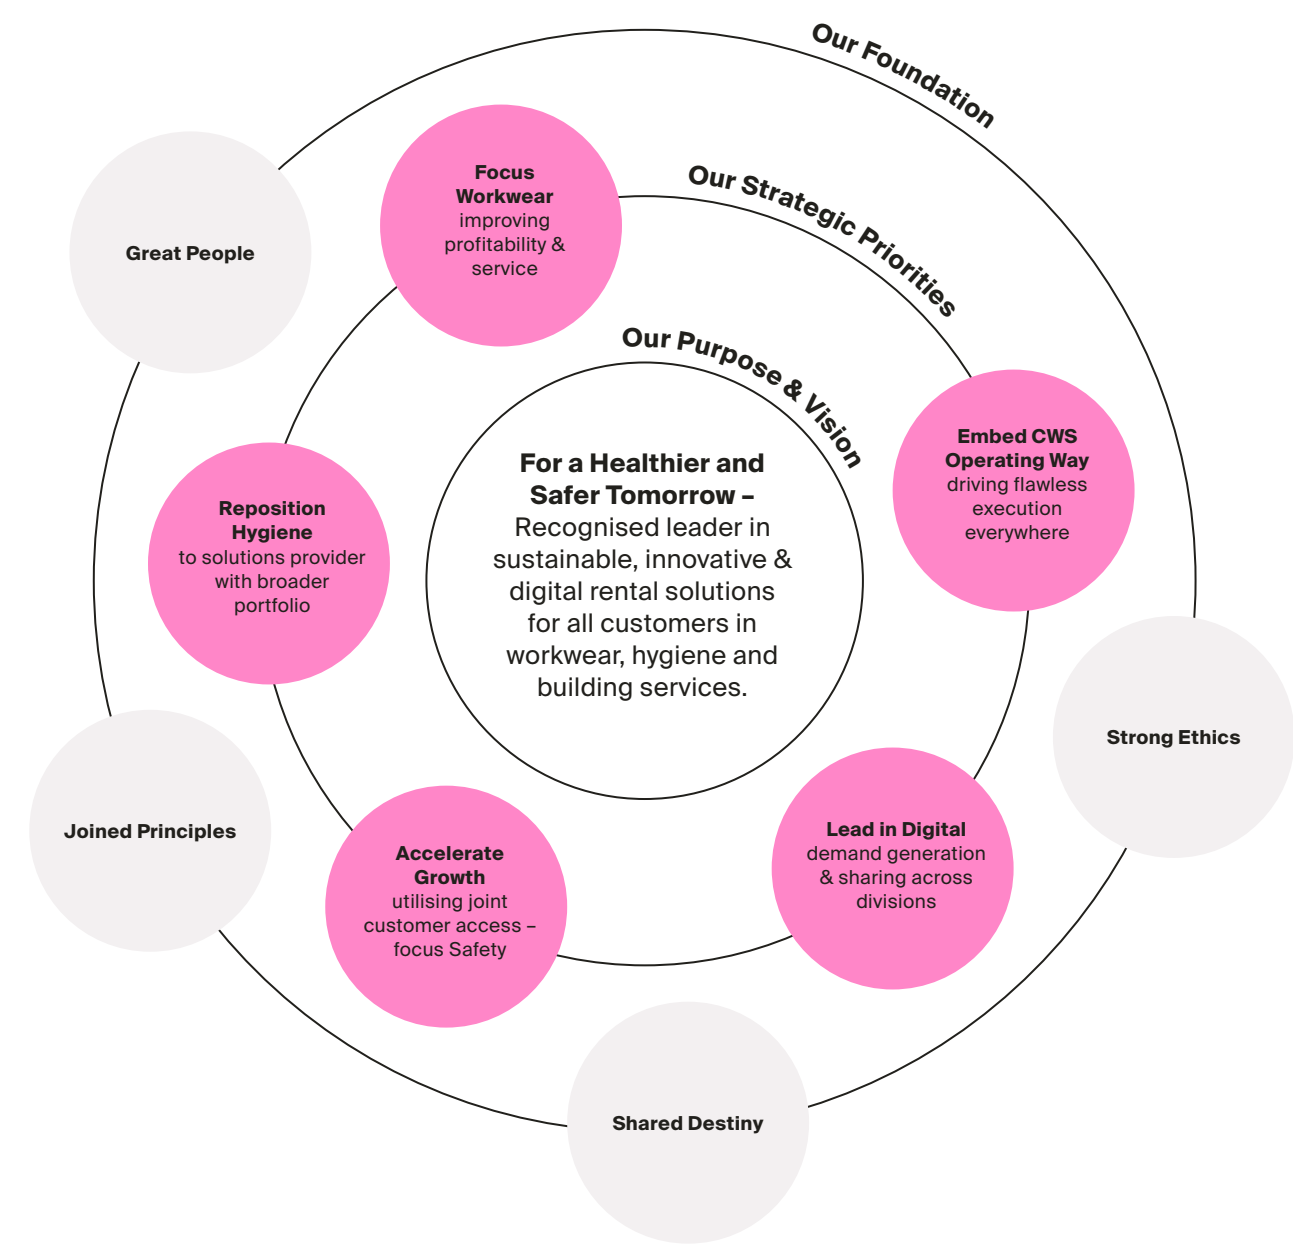 Our Foundation
Our Strategic Priorities
Our Purpose & Vision
For a Healthier and
Safer Tomorrow –
Recognised leader in
sustainable, innovative &
digital rental solutions
for all customers in
workwear, hygiene and
building services.
Focus
Workwear
improving
profitability &
service
Embed CWS
Operating Way
driving flawless
execution
everywhere
Lead in Digital
demand generation
& sharing across
divisions
Accelerate
Growth
utilising joint
customer access –
focus Safety
Reposition
Hygiene
to solutions provider
with broader
portfolio
Great People
Strong Ethics
Shared Destiny
Joined Principles